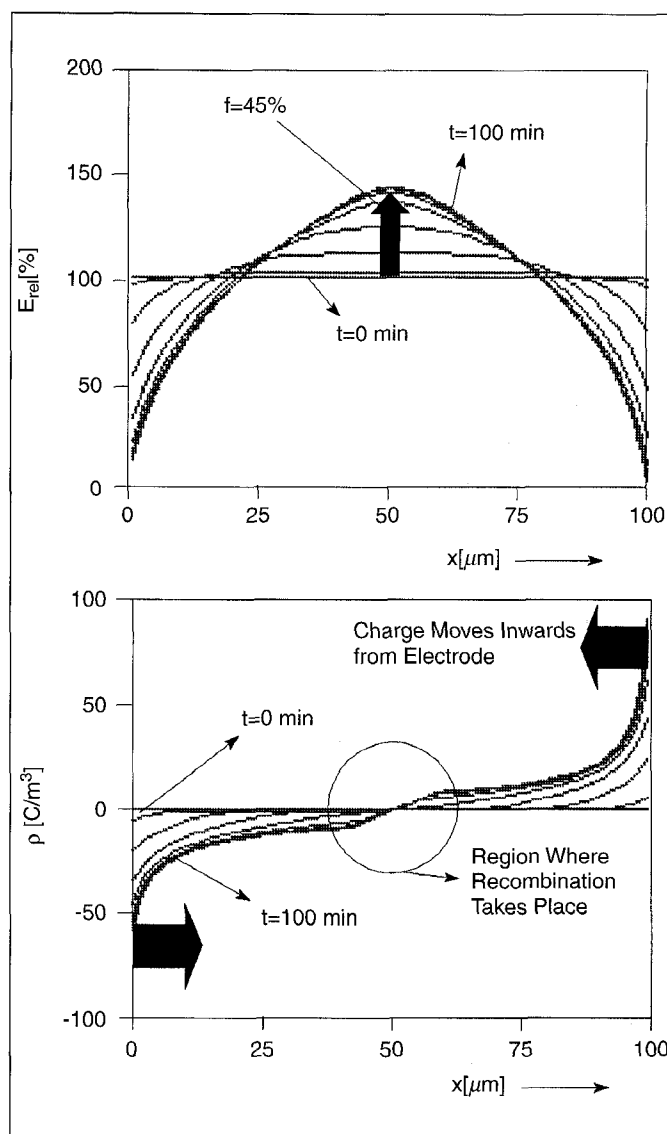 200
150
100
50
0
E_rel[%]
f=45%
t=100 min
t=0 min
0
25
50
75
100
x[μm]
100
50
0
-50
-100
ρ [C/m³]
Charge Moves Inwards
from Electrode
t=0 min
t=100 min
Region Where
Recombination
Takes Place
0
25
50
75
100
x[μm]